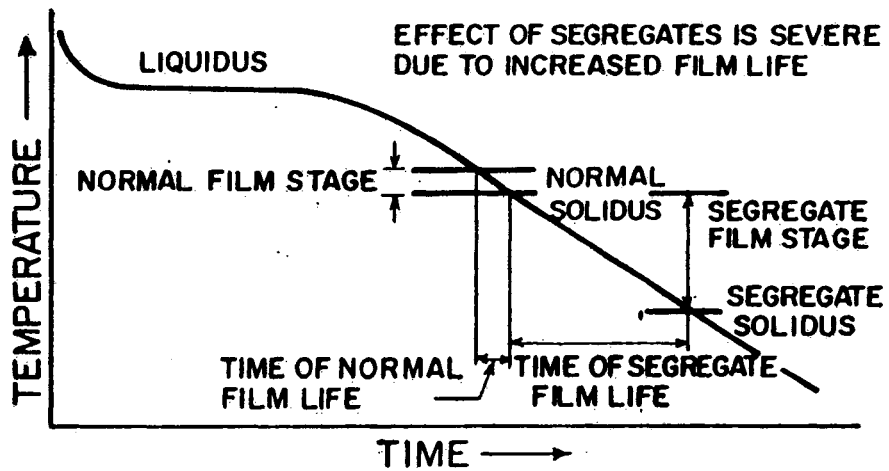 EFFECT OF SEGREGATES IS SEVERE
DUE TO INCREASED FILM LIFE
LIQUIDUS
NORMAL FILM STAGE
NORMAL
SOLIDUS
SEGREGATE
FILM STAGE
SEGREGATE
SOLIDUS
TIME OF NORMAL
FILM LIFE
TIME OF SEGREGATE
FILM LIFE
TEMPERATURE
TIME